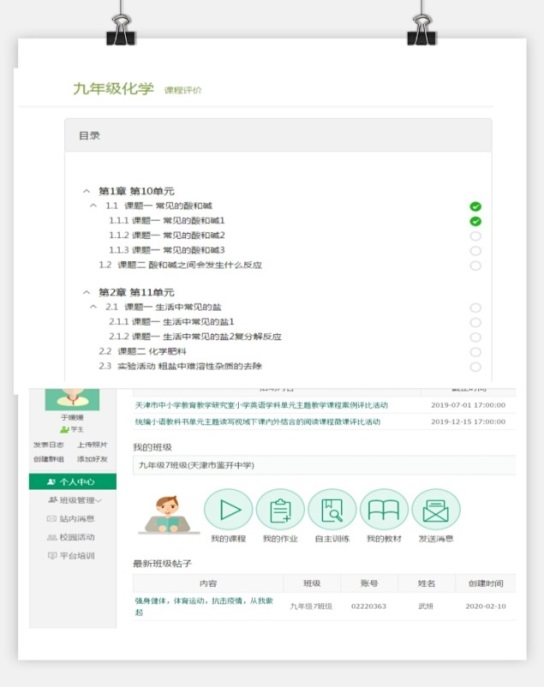 九年级化学 课程评价
目录
第1章 第10单元
1.1 课题一 常见的酸和碱
1.1.1 课题一 常见的酸和碱1
1.1.2 课题一 常见的酸和碱2
1.1.3 课题一 常见的酸和碱3
1.2 课题二 酸和碱之间会发生什么反应
第2章 第11单元
2.1 课题一 生活中常见的盐
2.1.1 课题一 生活中常见的盐1
2.1.2 课题一 生活中常见的盐2复分解反应
2.2 课题二 化学肥料
2.3 实验活动 粗盐中难溶性杂质的去除
天津市中小学教育教学研究室小学英语学科单元主题教学课程案例评比活动 2019-07-01 17:00:00
统编小语教科书单元主题读写视域下课内外结合的阅读课程微课评比活动 2019-12-15 17:00:00
学生
发表日志 上传照片
创建群组 添加好友
个人中心
班级管理
站内消息
校园活动
平台培训
我的班级
九年级7班级(天津市蓝开中学)
我的课程 我的作业 自主训练 我的教材 发送消息
最新班级帖子
内容 班级 账号 姓名 创建时间
强身健体，体育运动，抗击疫情，从我做
起 九年级7班级 02220363 武翊 2020-02-10